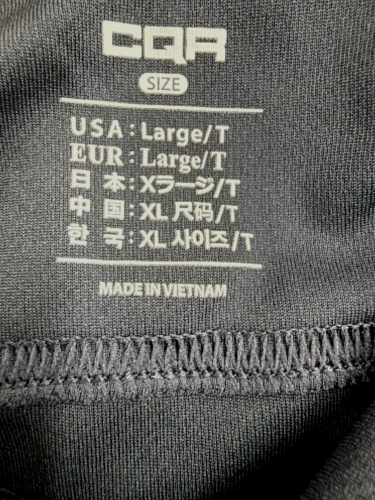 CQR
SIZE
USA : Large/T
EUR : Large/T
日本 : Xラージ/T
中国 : XL 尺码/T
한국 : XL 사이즈/T
MADE IN VIETNAM